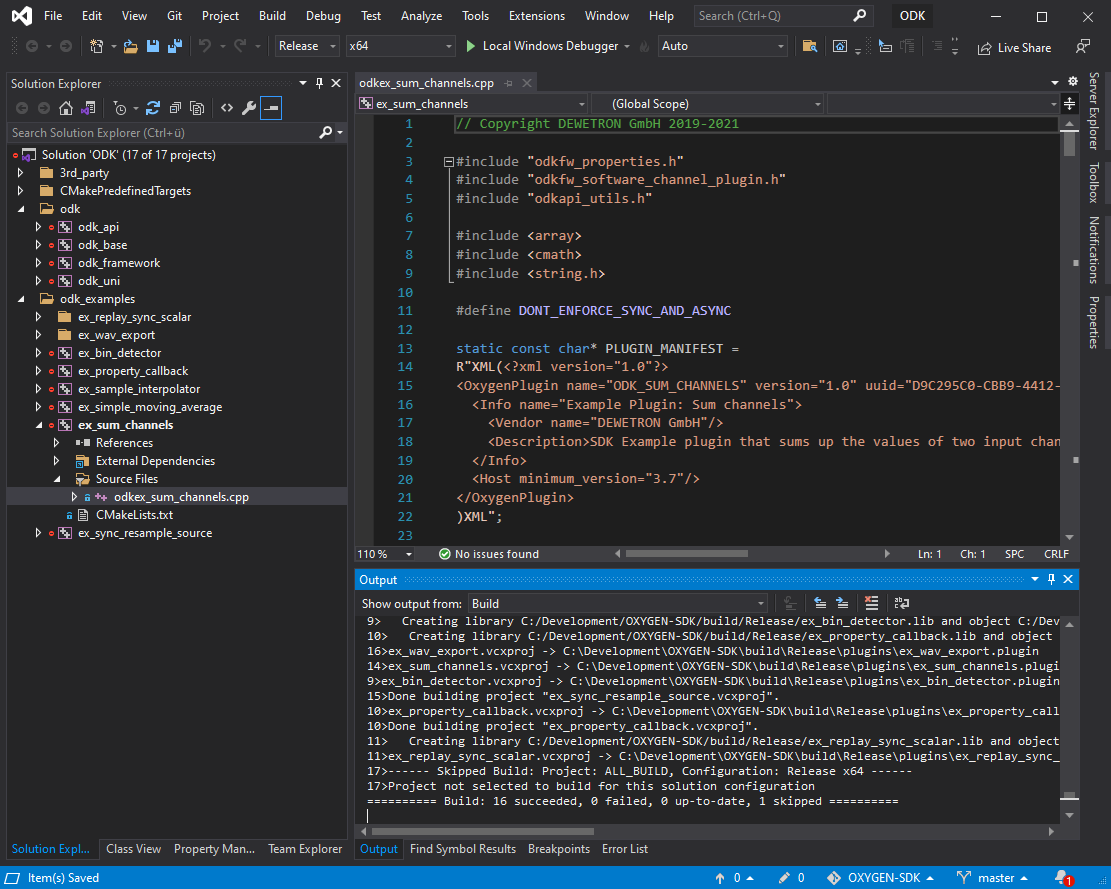 File Edit View Git Project Build Debug Test Analyze Tools Extensions Window Help Search (Ctrl+Q) ODK
Release x64 Local Windows Debugger Auto Live Share
Solution Explorer
Search Solution Explorer (Ctrl+ü)
Solution 'ODK' (17 of 17 projects)
3rd_party
CMakePredefinedTargets
odk
odk_api
odk_base
odk_framework
odk_uni
odk_examples
ex_replay_sync_scalar
ex_wav_export
ex_bin_detector
ex_property_callback
ex_sample_interpolator
ex_simple_moving_average
ex_sum_channels
References
External Dependencies
Source Files
odkex_sum_channels.cpp
CMakeLists.txt
ex_sync_resample_source
Solution Expl... Class View Property Man... Team Explorer
odkex_sum_channels.cpp
ex_sum_channels (Global Scope)
1 // Copyright DEWETRON GmbH 2019-2021
2
3 #include "odkfw_properties.h"
4 #include "odkfw_software_channel_plugin.h"
5 #include "odkapi_utils.h"
6
7 #include <array>
8 #include <cmath>
9 #include <string.h>
10
11 #define DONT_ENFORCE_SYNC_AND_ASYNC
12
13 static const char* PLUGIN_MANIFEST =
14 R"XML(<?xml version="1.0"?>
15 <OxygenPlugin name="ODK_SUM_CHANNELS" version="1.0" uuid="D9C295C0-CBB9-4412-
16 <Info name="Example Plugin: Sum channels">
17 <Vendor name="DEWETRON GmbH"/>
18 <Description>SDK Example plugin that sums up the values of two input chan
19 </Info>
20 <Host minimum_version="3.7"/>
21 </OxygenPlugin>
22 )XML";
23
110 % No issues found Ln: 1 Ch: 1 SPC CRLF
Output
Show output from: Build
9> Creating library C:/Development/OXYGEN-SDK/build/Release/ex_bin_detector.lib and object C:/Dev
10> Creating library C:/Development/OXYGEN-SDK/build/Release/ex_property_callback.lib and object
16>ex_wav_export.vcxproj -> C:\Development\OXYGEN-SDK\build\Release\plugins\ex_wav_export.plugin
14>ex_sum_channels.vcxproj -> C:\Development\OXYGEN-SDK\build\Release\plugins\ex_sum_channels.plugi
9>ex_bin_detector.vcxproj -> C:\Development\OXYGEN-SDK\build\Release\plugins\ex_bin_detector.plugin
15>Done building project "ex_sync_resample_source.vcxproj".
10>ex_property_callback.vcxproj -> C:\Development\OXYGEN-SDK\build\Release\plugins\ex_property_call
10>Done building project "ex_property_callback.vcxproj".
11> Creating library C:/Development/OXYGEN-SDK/build/Release/ex_replay_sync_scalar.lib and object
11>ex_replay_sync_scalar.vcxproj -> C:\Development\OXYGEN-SDK\build\Release\plugins\ex_replay_sync_
17>------ Skipped Build: Project: ALL_BUILD, Configuration: Release x64 ------
17>Project not selected to build for this solution configuration
========== Build: 16 succeeded, 0 failed, 0 up-to-date, 1 skipped ==========
Output Find Symbol Results Breakpoints Error List
Server Explorer
Toolbox
Notifications
Properties
Item(s) Saved 0 0 OXYGEN-SDK master 1